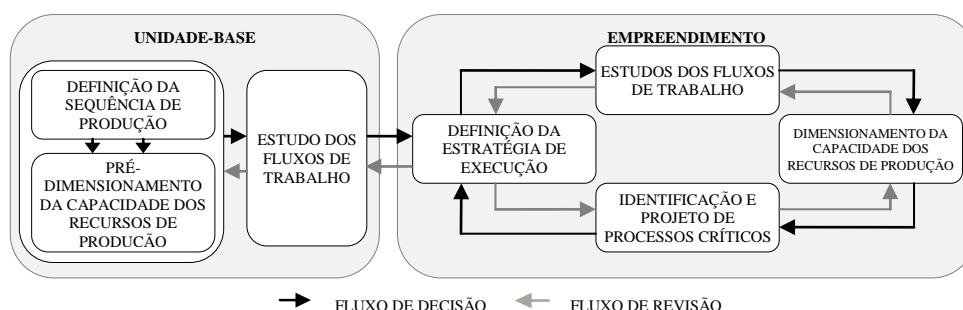 UNIDADE-BASE
DEFINIÇÃO DA
SEQUÊNCIA DE
PRODUÇÃO
PRÉ-
DIMENSIONAMENTO
DA CAPACIDADE DOS
RECURSOS DE
PRODUCÃO
ESTUDO DOS
FLUXOS DE
TRABALHO
EMPREENDIMENTO
ESTUDOS DOS FLUXOS
DE TRABALHO
DEFINIÇÃO DA
ESTRATÉGIA DE
EXECUÇÃO
DIMENSIONAMENTO DA
CAPACIDADE DOS
RECURSOS DE PRODUÇÃO
IDENTIFICAÇÃO E
PROJETO DE
PROCESSOS CRÍTICOS
FLUXO DE DECISÃO
FLUXO DE REVISÃO